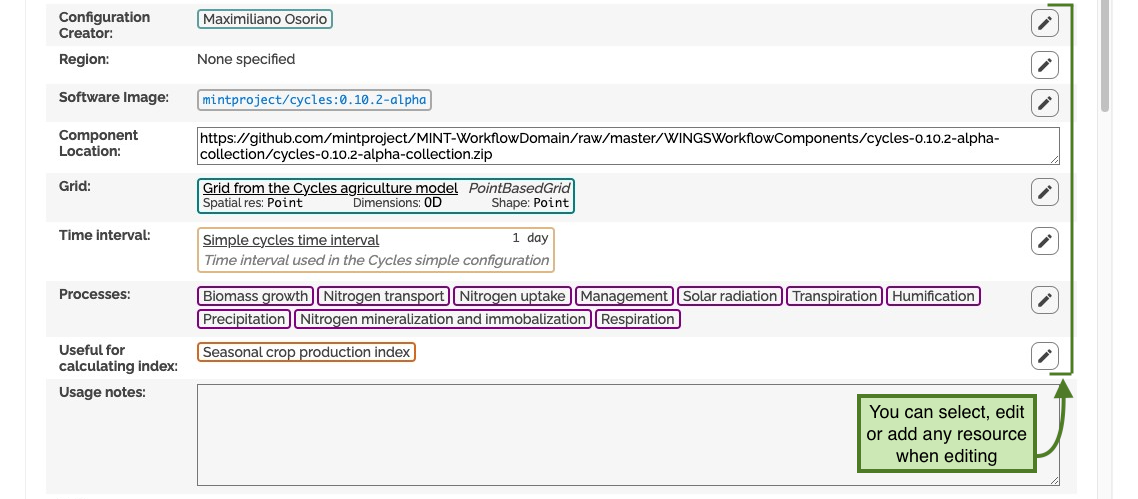 Configuration Creator: Maximiliano Osorio
Region: None specified
Software Image: mintproject/cycles:0.10.2-alpha
Component Location: https://github.com/mintproject/MINT-WorkflowDomain/raw/master/WINGSWorkflowComponents/cycles-0.10.2-alpha-
collection/cycles-0.10.2-alpha-collection.zip
Grid: Grid from the Cycles agriculture model PointBasedGrid
Spatial res: Point Dimensions: 0D Shape: Point
Time interval: Simple cycles time interval 1 day
Time interval used in the Cycles simple configuration
Processes: Biomass growth Nitrogen transport Nitrogen uptake Management Solar radiation Transpiration Humification
Precipitation Nitrogen mineralization and immobalization Respiration
Useful for calculating index: Seasonal crop production index
Usage notes:
You can select, edit
or add any resource
when editing